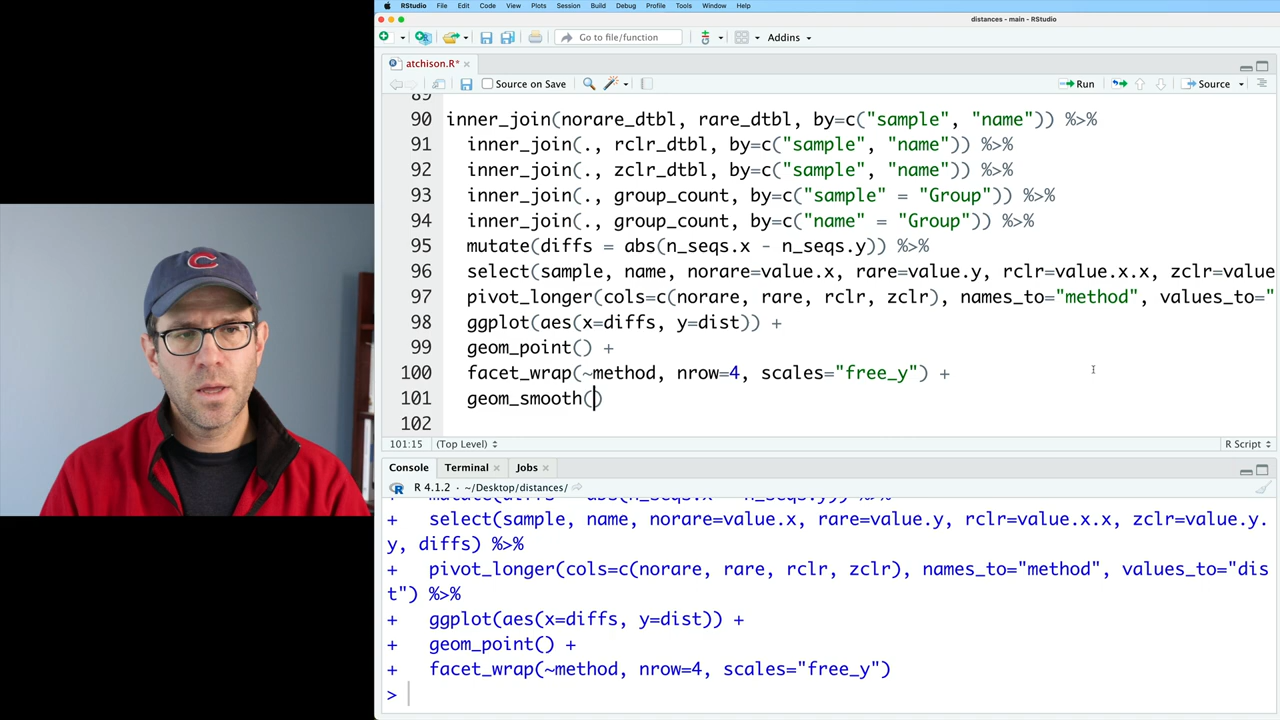 RStudio File Edit Code View Plots Session Build Debug Profile Tools Window Help
distances - main - RStudio
Go to file/function Addins
atchison.R*
Source on Save Run Source
89
90 inner_join(norare_dtbl, rare_dtbl, by=c("sample", "name")) %>%
91 inner_join(., rclr_dtbl, by=c("sample", "name")) %>%
92 inner_join(., zclr_dtbl, by=c("sample", "name")) %>%
93 inner_join(., group_count, by=c("sample" = "Group")) %>%
94 inner_join(., group_count, by=c("name" = "Group")) %>%
95 mutate(diffs = abs(n_seqs.x - n_seqs.y)) %>%
96 select(sample, name, norare=value.x, rare=value.y, rclr=value.x.x, zclr=value
97 pivot_longer(cols=c(norare, rare, rclr, zclr), names_to="method", values_to="
98 ggplot(aes(x=diffs, y=dist)) +
99 geom_point() +
100 facet_wrap(~method, nrow=4, scales="free_y") +
101 geom_smooth()
102
101:15 (Top Level) R Script
Console Terminal Jobs
R 4.1.2 · ~/Desktop/distances/
+ mutate(diffs = abs(n_seqs.x - n_seqs.y)) %>%
+ select(sample, name, norare=value.x, rare=value.y, rclr=value.x.x, zclr=value.y.
y, diffs) %>%
+ pivot_longer(cols=c(norare, rare, rclr, zclr), names_to="method", values_to="dis
t") %>%
+ ggplot(aes(x=diffs, y=dist)) +
+ geom_point() +
+ facet_wrap(~method, nrow=4, scales="free_y")
>